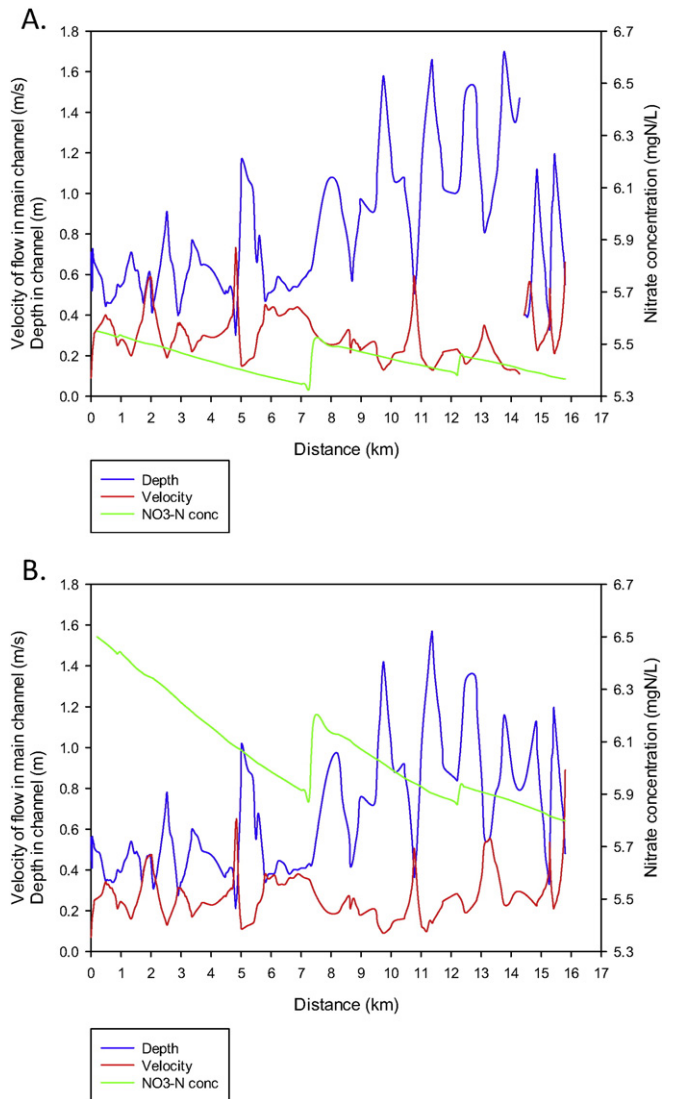 A.
Velocity of flow in main channel (m/s)
Depth in channel (m)
1.8
1.6
1.4
1.2
1.0
0.8
0.6
0.4
0.2
0.0
6.7
6.5
6.3
6.1
5.9
5.7
5.5
5.3
Nitrate concentration (mgN/L)
0 1 2 3 4 5 6 7 8 9 10 11 12 13 14 15 16 17
Distance (km)
Depth
Velocity
NO3-N conc
B.
Velocity of flow in main channel (m/s)
Depth in channel (m)
1.8
1.6
1.4
1.2
1.0
0.8
0.6
0.4
0.2
0.0
6.7
6.5
6.3
6.1
5.9
5.7
5.5
5.3
Nitrate concentration (mgN/L)
0 1 2 3 4 5 6 7 8 9 10 11 12 13 14 15 16 17
Distance (km)
Depth
Velocity
NO3-N conc